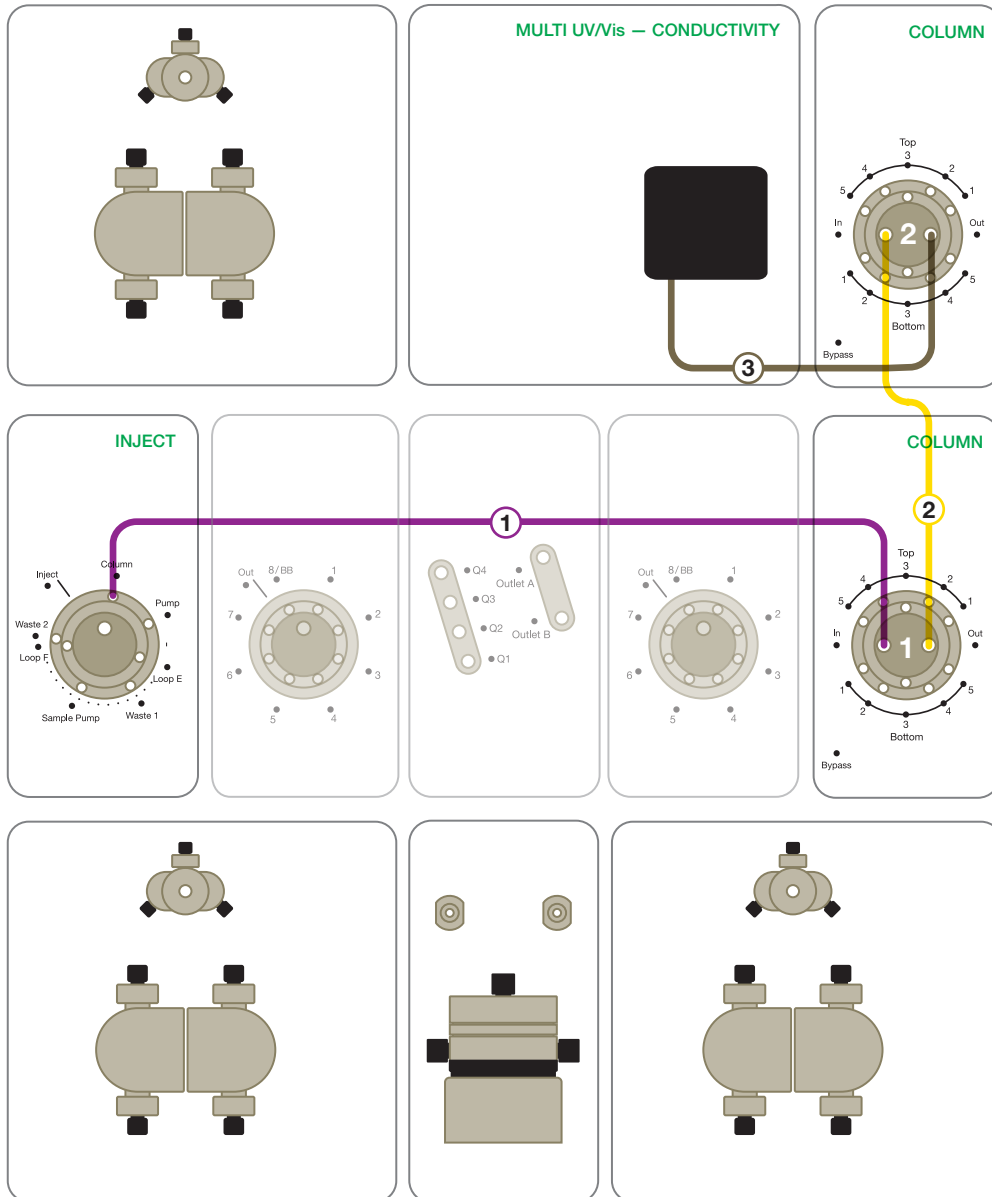 MULTI UV/Vis — CONDUCTIVITY
COLUMN
Top
3
4
2
5
1
In
2
Out
1
5
2
4
3
Bottom
Bypass
3
INJECT
COLUMN
2
1
Column
Inject
Pump
Waste 2
Loop F
Loop E
Sample Pump
Waste 1
Out
8/BB
1
7
2
6
3
5
4
Q4
Outlet A
Q3
Q2
Outlet B
Q1
Out
8/BB
1
7
2
6
3
5
4
Top
3
4
2
5
1
In
1
Out
1
5
2
4
3
Bottom
Bypass